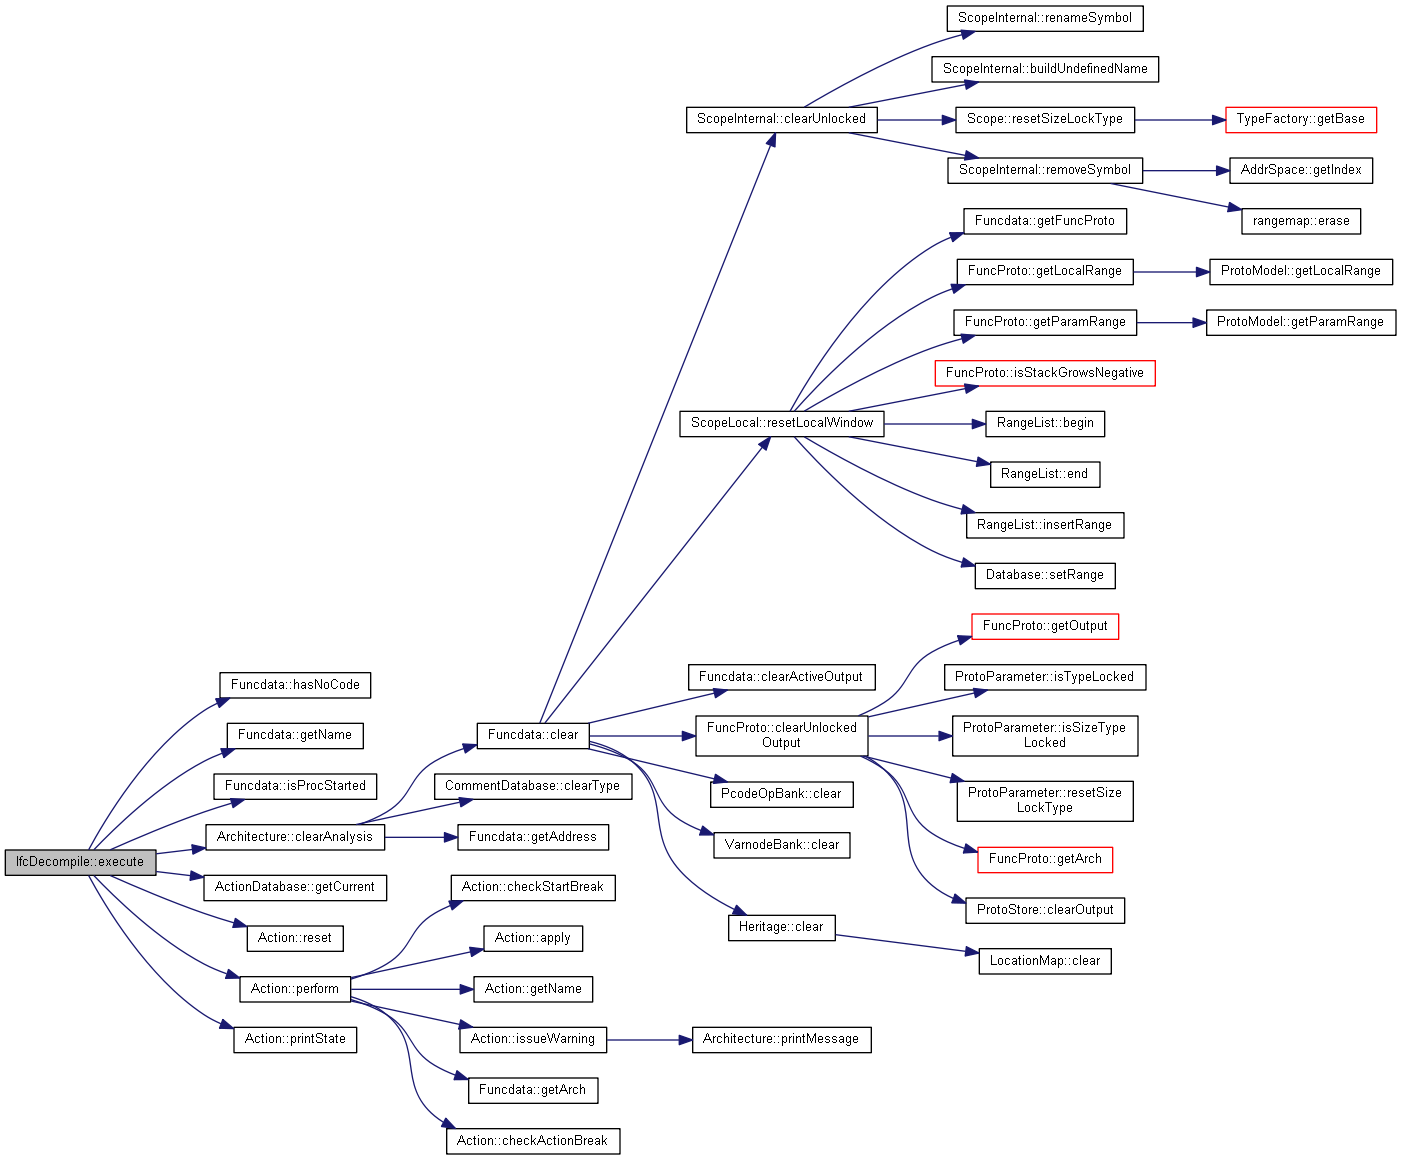 ScopeInternal::renameSymbol
ScopeInternal::buildUndefinedName
ScopeInternal::clearUnlocked
Scope::resetSizeLockType
TypeFactory::getBase
ScopeInternal::removeSymbol
AddrSpace::getIndex
rangemap::erase
Funcdata::getFuncProto
FuncProto::getLocalRange
ProtoModel::getLocalRange
FuncProto::getParamRange
ProtoModel::getParamRange
FuncProto::isStackGrowsNegative
ScopeLocal::resetLocalWindow
RangeList::begin
RangeList::end
RangeList::insertRange
Database::setRange
FuncProto::getOutput
Funcdata::hasNoCode
Funcdata::clearActiveOutput
ProtoParameter::isTypeLocked
Funcdata::getName
Funcdata::clear
FuncProto::clearUnlocked
Output
ProtoParameter::isSizeType
Locked
Funcdata::isProcStarted
CommentDatabase::clearType
PcodeOpBank::clear
ProtoParameter::resetSize
LockType
Architecture::clearAnalysis
Funcdata::getAddress
VarnodeBank::clear
FuncProto::getArch
IfcDecompile::execute
ActionDatabase::getCurrent
Action::checkStartBreak
ProtoStore::clearOutput
Action::reset
Action::apply
Heritage::clear
LocationMap::clear
Action::perform
Action::getName
Action::printState
Action::issueWarning
Architecture::printMessage
Funcdata::getArch
Action::checkActionBreak